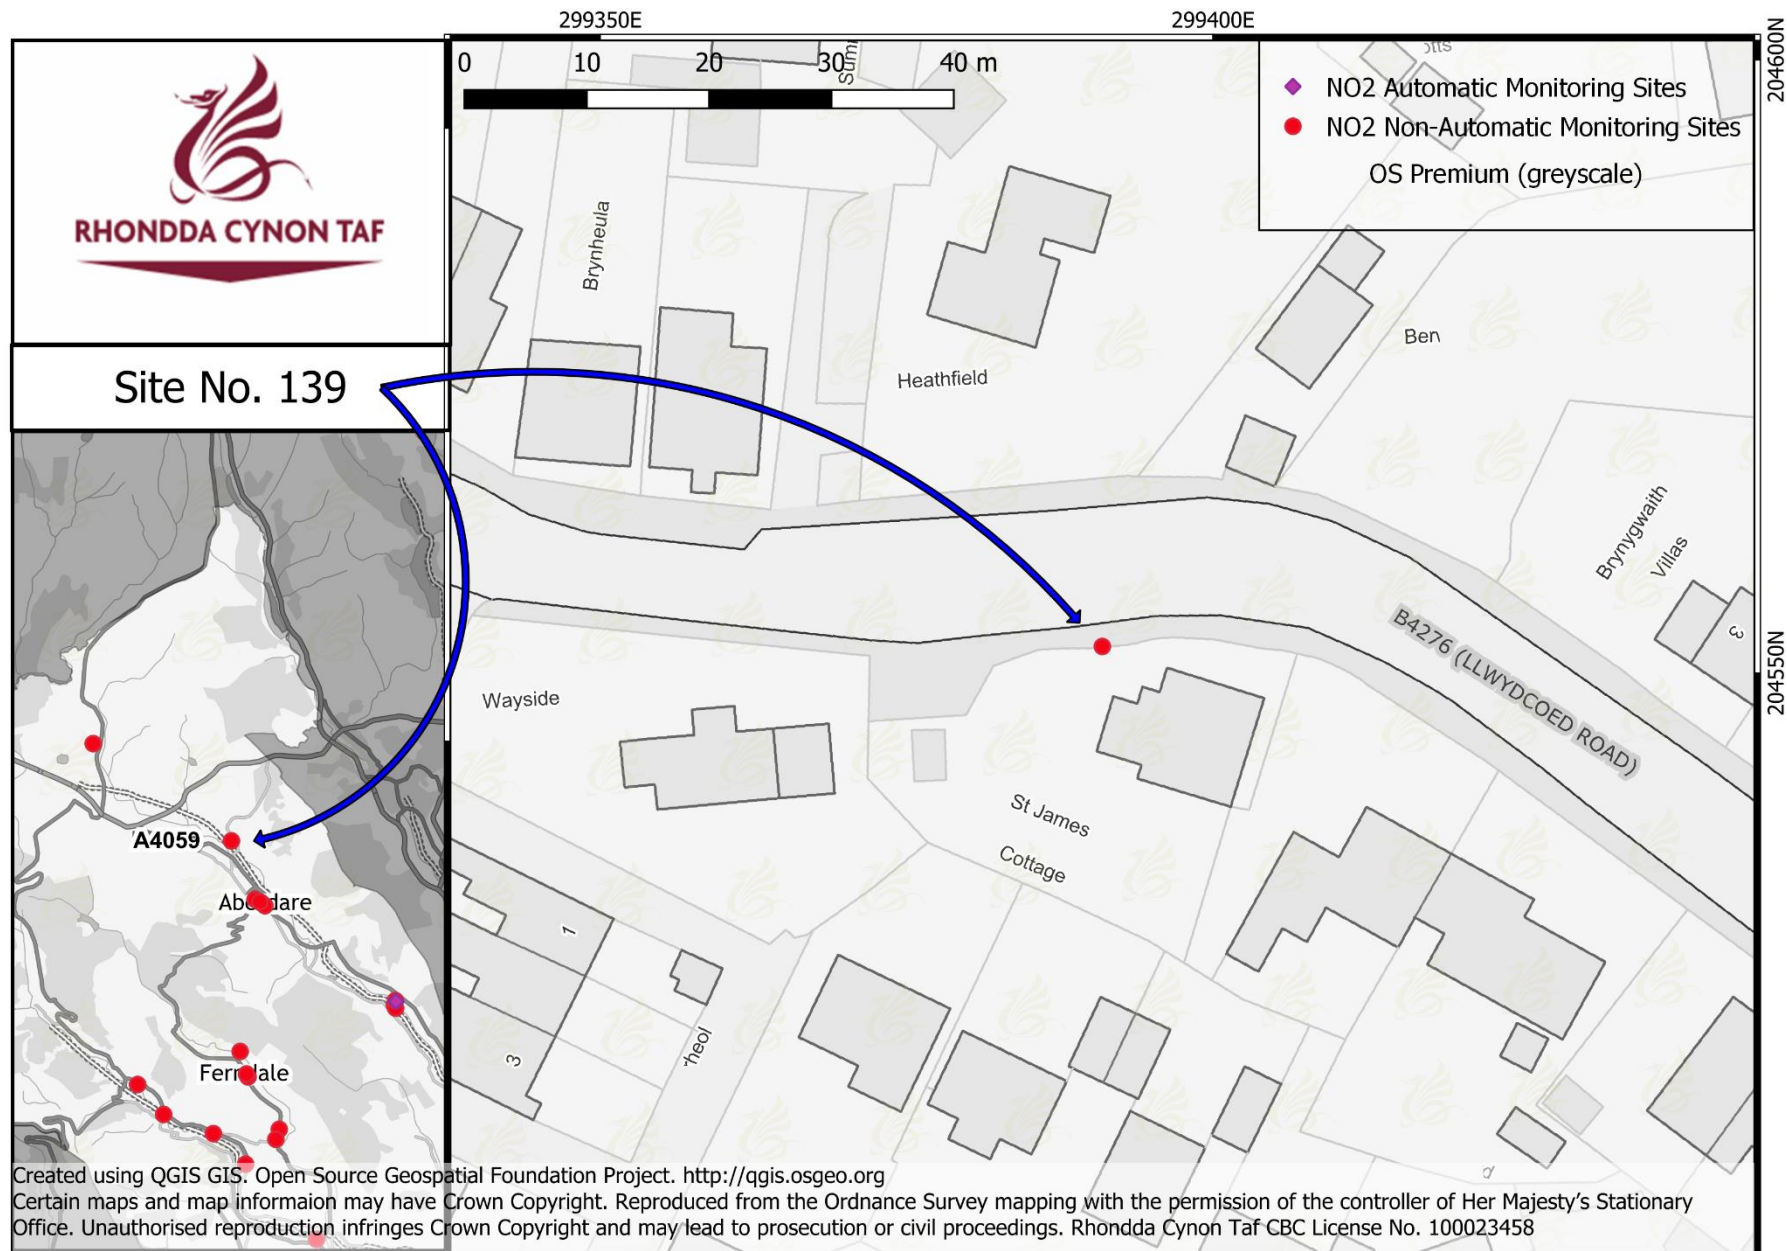 299350E
299400E
204600N
204550N
RHONDDA CYNON TAF
Site No. 139
0 10 20 30 40 m
NO2 Automatic Monitoring Sites
NO2 Non-Automatic Monitoring Sites
OS Premium (greyscale)
Brynheula
Heathfield
Ben
Brynygwaith
Villas
3
B4276 (LLWYDCOED ROAD)
Wayside
St James
Cottage
1
3
A4059
Aberdare
Ferndale
Created using QGIS GIS. Open Source Geospatial Foundation Project. http://qgis.osgeo.org
Certain maps and map informaion may have Crown Copyright. Reproduced from the Ordnance Survey mapping with the permission of the controller of Her Majesty's Stationary
Office. Unauthorised reproduction infringes Crown Copyright and may lead to prosecution or civil proceedings. Rhondda Cynon Taf CBC License No. 100023458